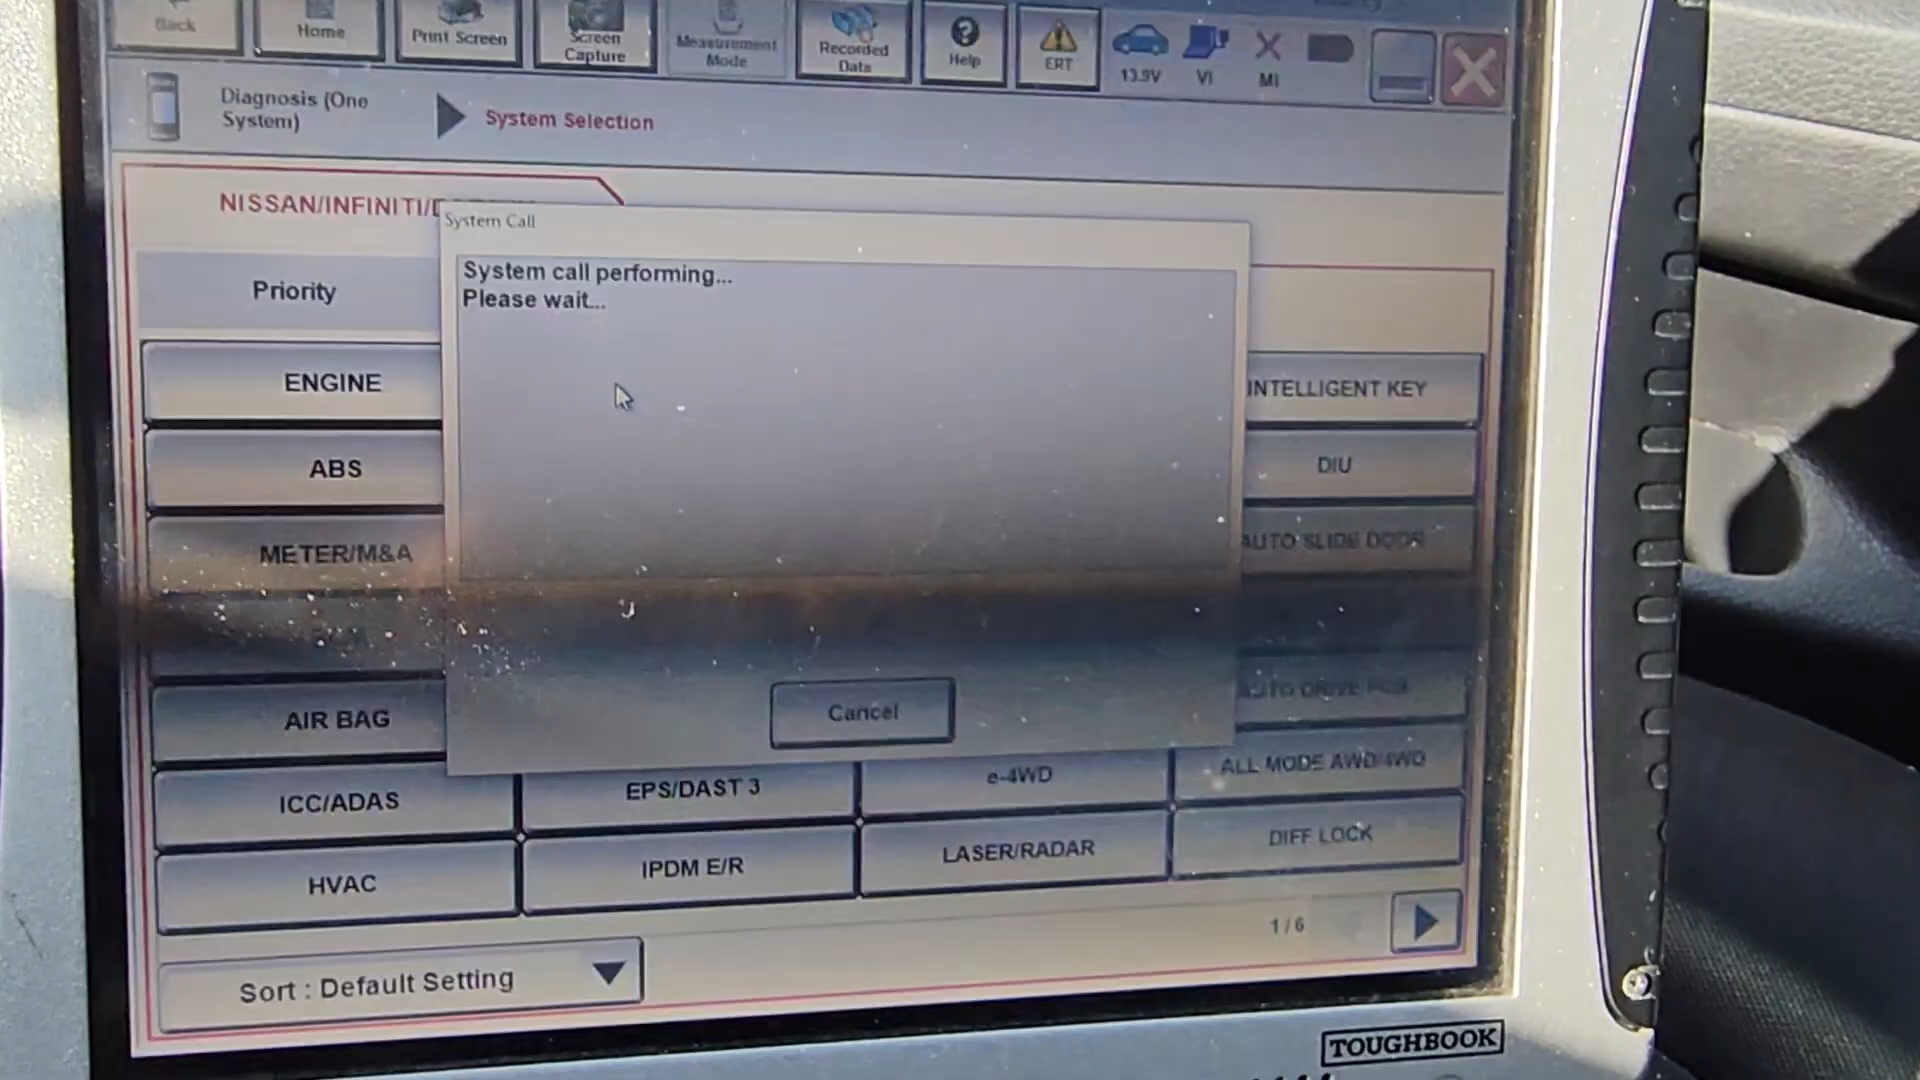 Back
Home
Print Screen
Screen
Capture
Measurement
Mode
Recorded
Data
Help
ERT
13.9V
VI
MI
Diagnosis (One
System)
System Selection
NISSAN/INFINITI/
System Call
System call performing...
Please wait...
Cancel
Priority
ENGINE
INTELLIGENT KEY
ABS
DIU
METER/M&A
AUTO SLIDE DOOR
AIR BAG
AUTO DRIVE POS.
ICC/ADAS
EPS/DAST 3
e-4WD
ALL MODE AWD/4WD
HVAC
IPDM E/R
LASER/RADAR
DIFF LOCK
1/6
Sort : Default Setting
TOUGHBOOK